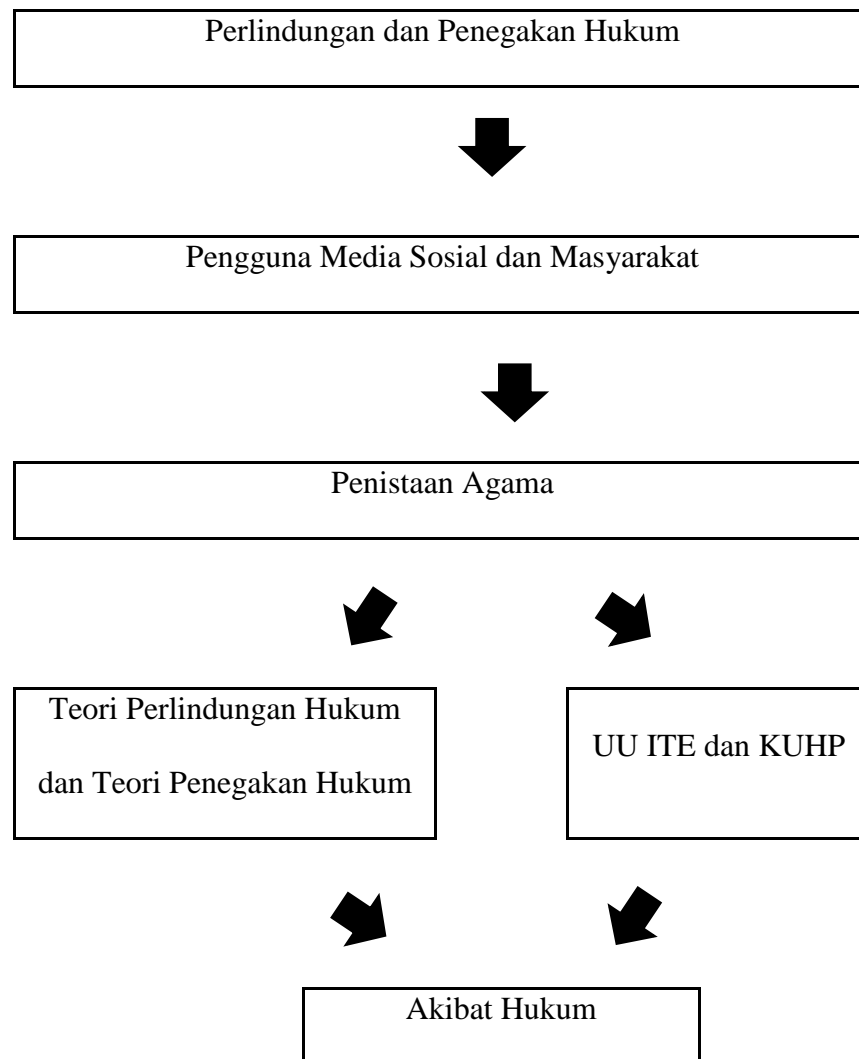 Perlindungan dan Penegakan Hukum
Pengguna Media Sosial dan Masyarakat
Penistaan Agama
Teori Perlindungan Hukum
dan Teori Penegakan Hukum
UU ITE dan KUHP
Akibat Hukum